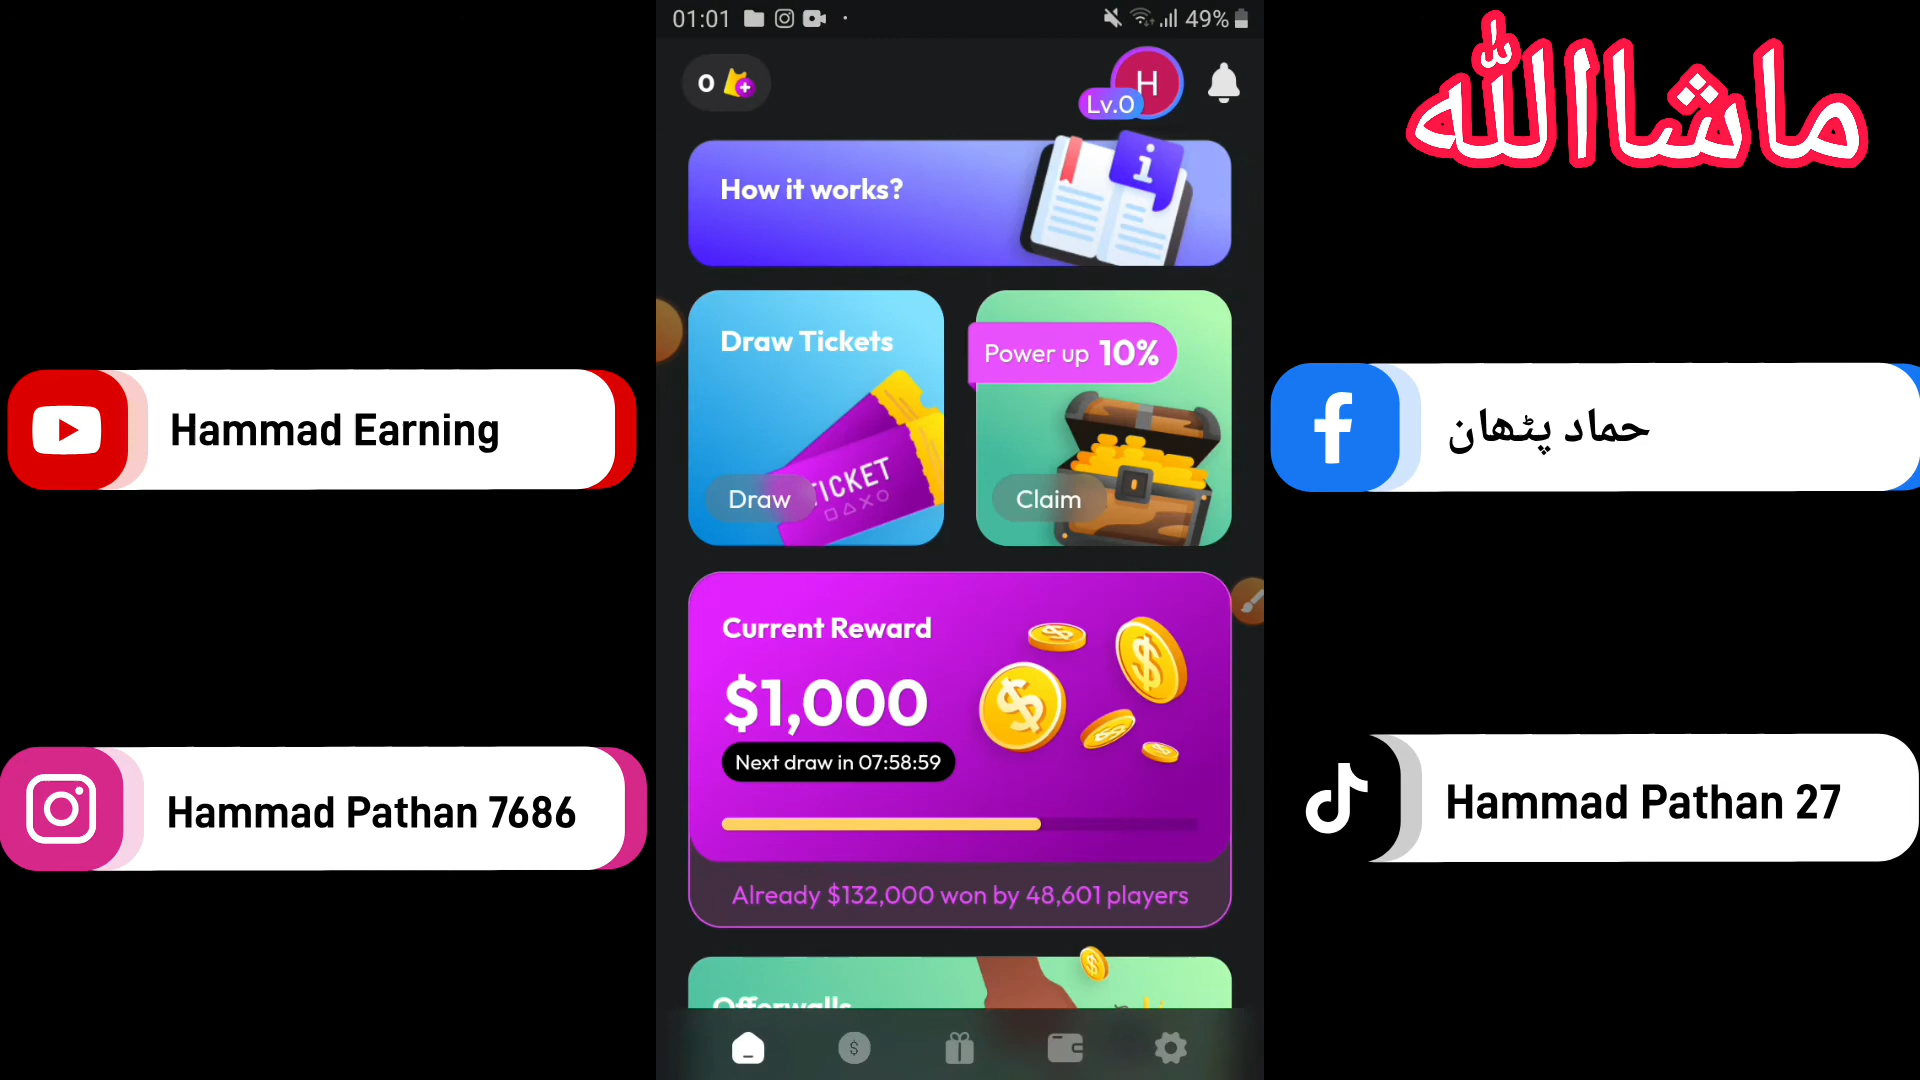 01:01
49%
0
H
Lv.0
ماشاالله
How it works?
i
Draw Tickets
Power up 10%
TICKET
Draw
Claim
Hammad Earning
حماد پٹھان
Current Reward
$1,000
Next draw in 07:58:59
Already $132,000 won by 48,601 players
Hammad Pathan 7686
Hammad Pathan 27
Offerwalls